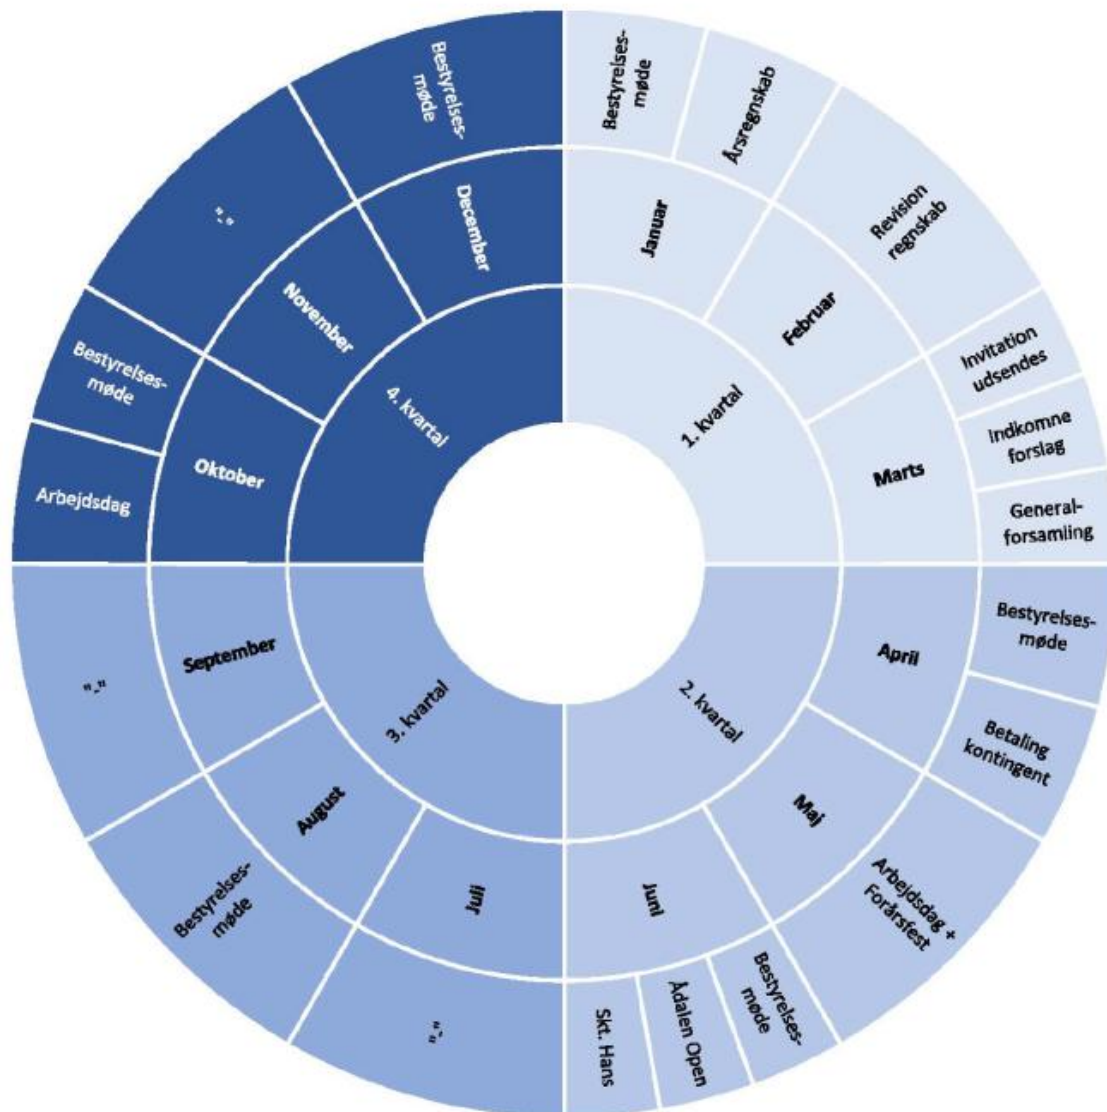 Bestyrelses-
møde
Årsregnskab
Januar
Revision
regnskab
Februar
Invitation
udsendes
Indkomne
forslag
General-
forsamling
Marts
1. kvartal
Bestyrelses-
møde
Betaling
kontingent
April
Arbejdsdag +
Forårsfest
Maj
Bestyrelses-
møde
Ådalen Open
Skt. Hans
Juni
2. kvartal
"-"
Juli
Bestyrelses-
møde
August
"-"
September
3. kvartal
Arbejdsdag
Bestyrelses-
møde
Oktober
"-"
November
Bestyrelses-
møde
December
4. kvartal